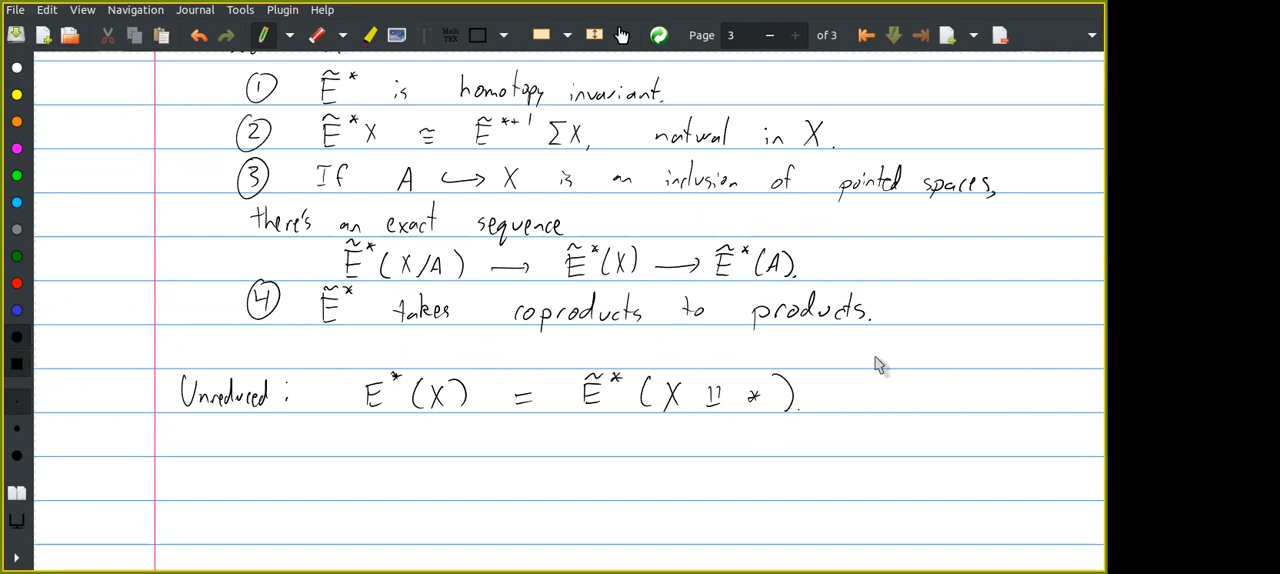 File Edit View Navigation Journal Tools Plugin Help
Math TEX Page 3 of 3
① Ẽ* is homotopy invariant.
② Ẽ*X ≅ Ẽ*+1 ΣX, natural in X.
③ If A ↪ X is an inclusion of pointed spaces,
there's an exact sequence
Ẽ*(X/A) → Ẽ*(X) → Ẽ*(A).
④ Ẽ* takes coproducts to products.
Unreduced: E*(X) = Ẽ*(X ⨿ *).